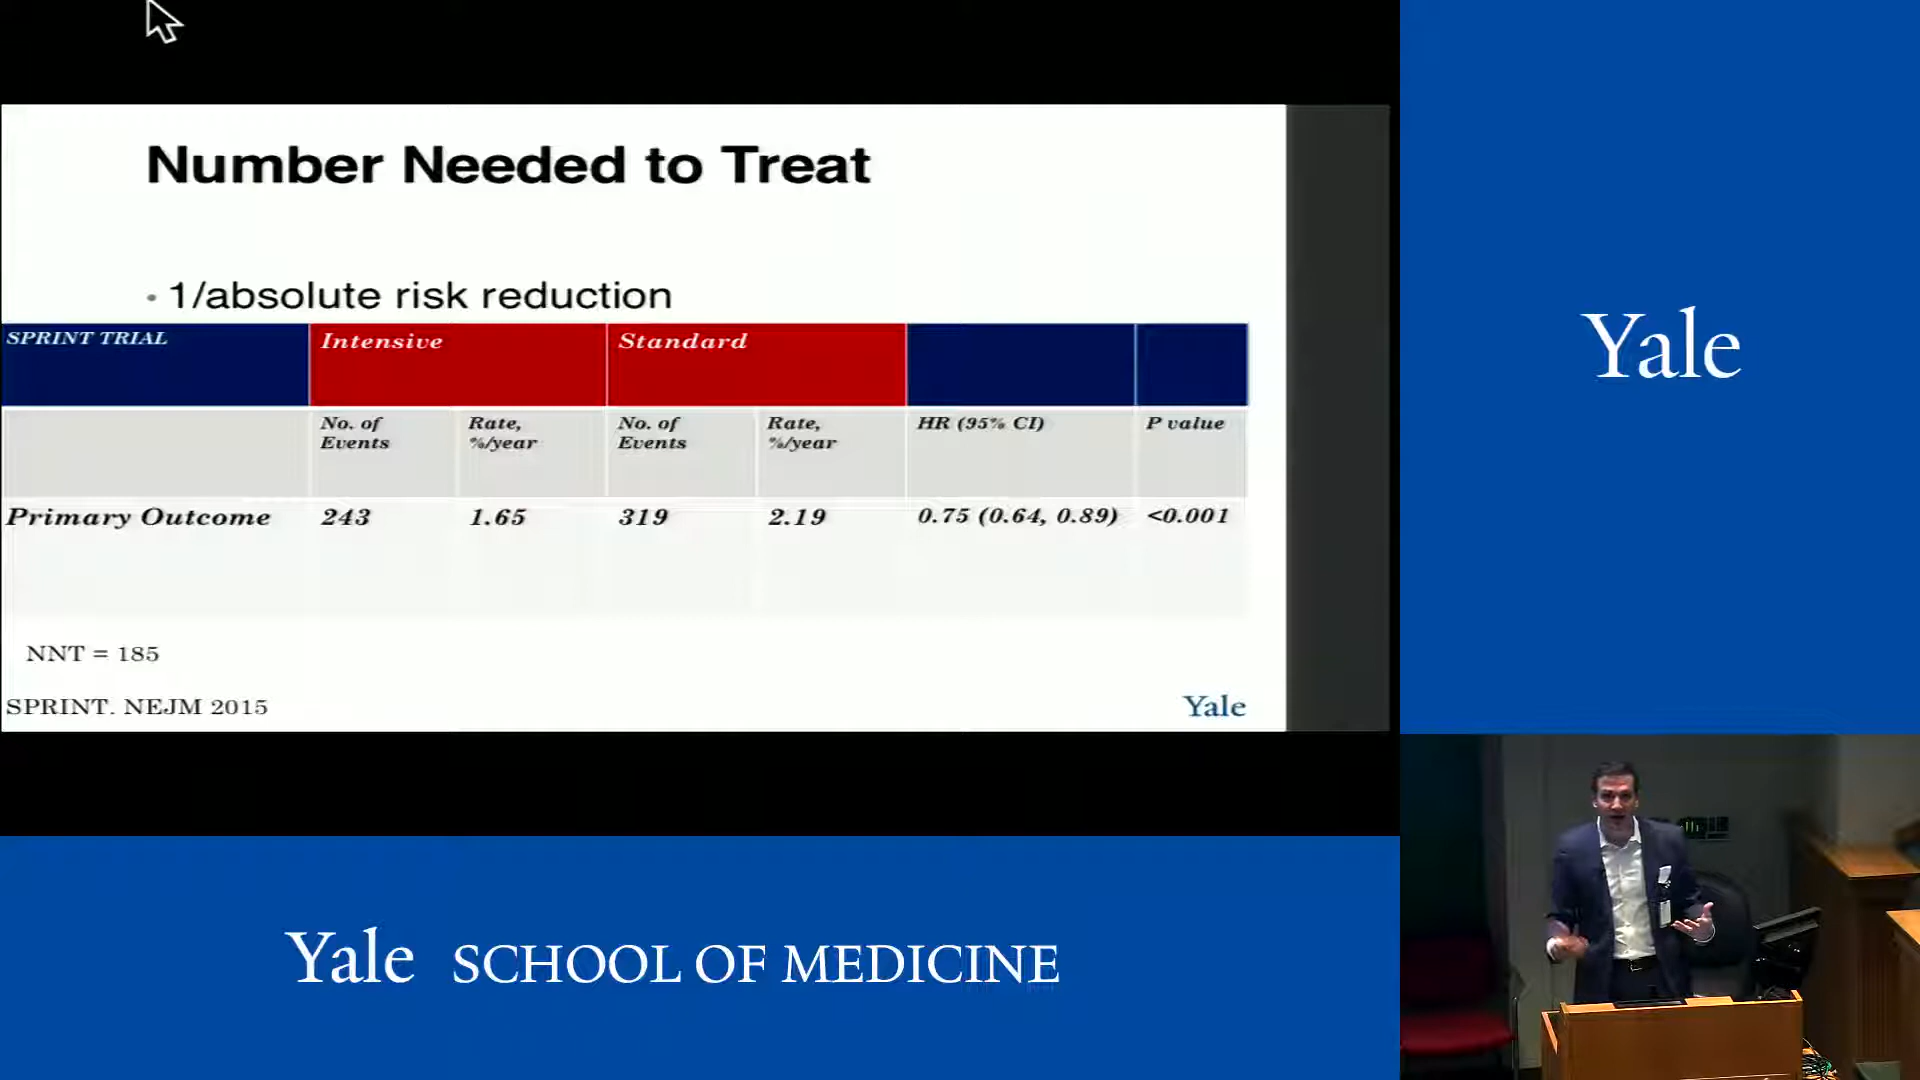 Number Needed to Treat
• 1/absolute risk reduction
SPRINT TRIAL Intensive Standard
No. of Events Rate, %/year No. of Events Rate, %/year HR (95% CI) P value
Primary Outcome 243 1.65 319 2.19 0.75 (0.64, 0.89) <0.001
NNT = 185
SPRINT. NEJM 2015
Yale
Yale
Yale SCHOOL OF MEDICINE